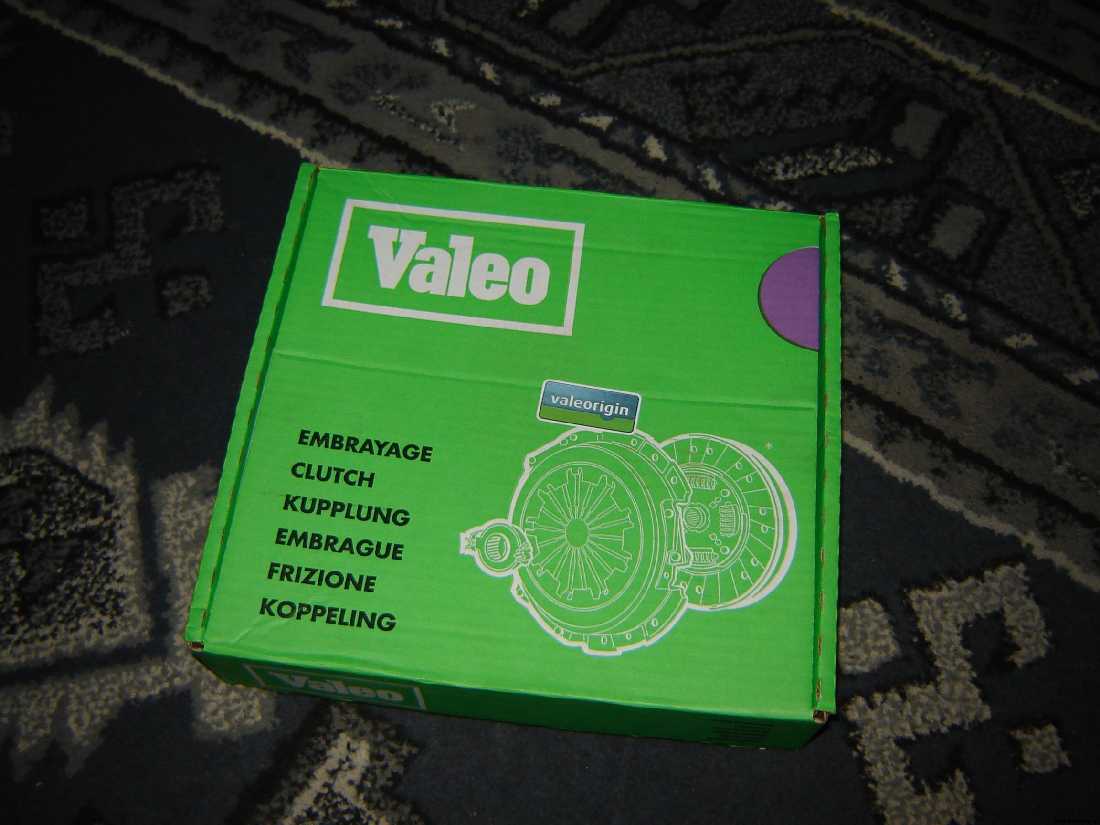 Valeo
valeorigin
EMBRAYAGE
CLUTCH
KUPPLUNG
EMBRAGUE
FRIZIONE
KOPPELING
Valeo